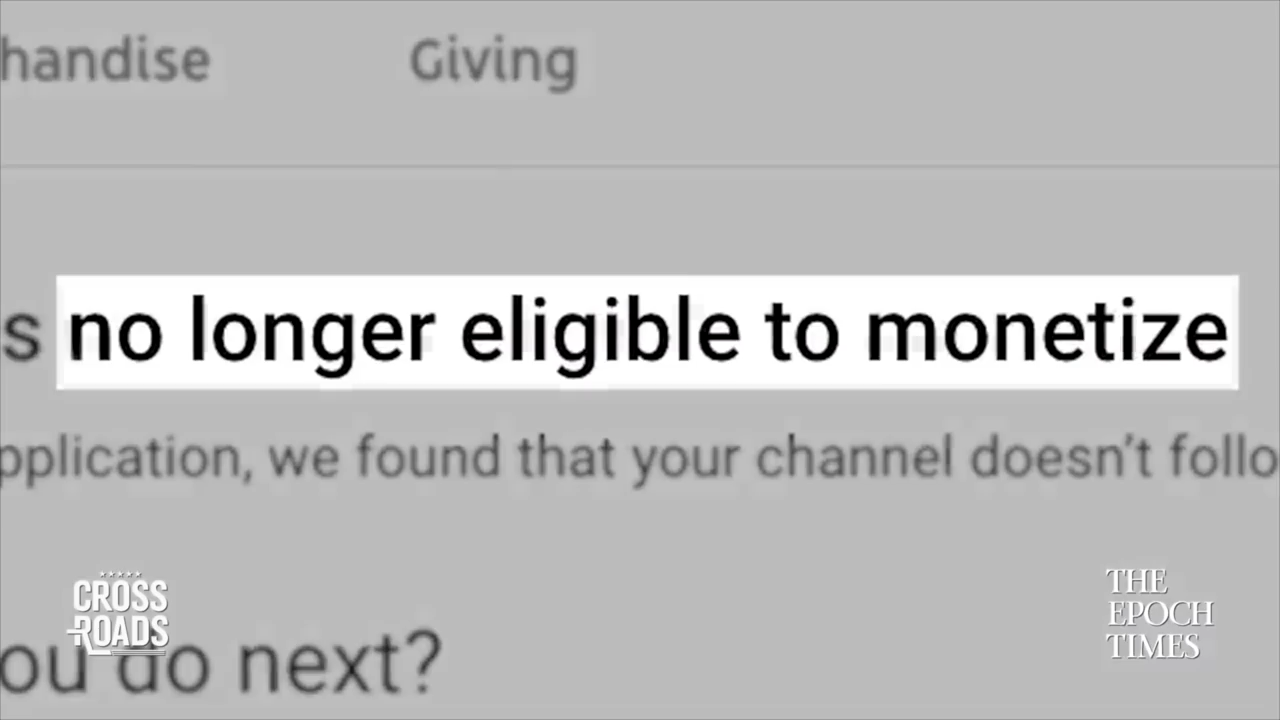 handise Giving
s no longer eligible to monetize
pplication, we found that your channel doesn't follo
ou do next?
CROSS
ROADS
THE
EPOCH
TIMES